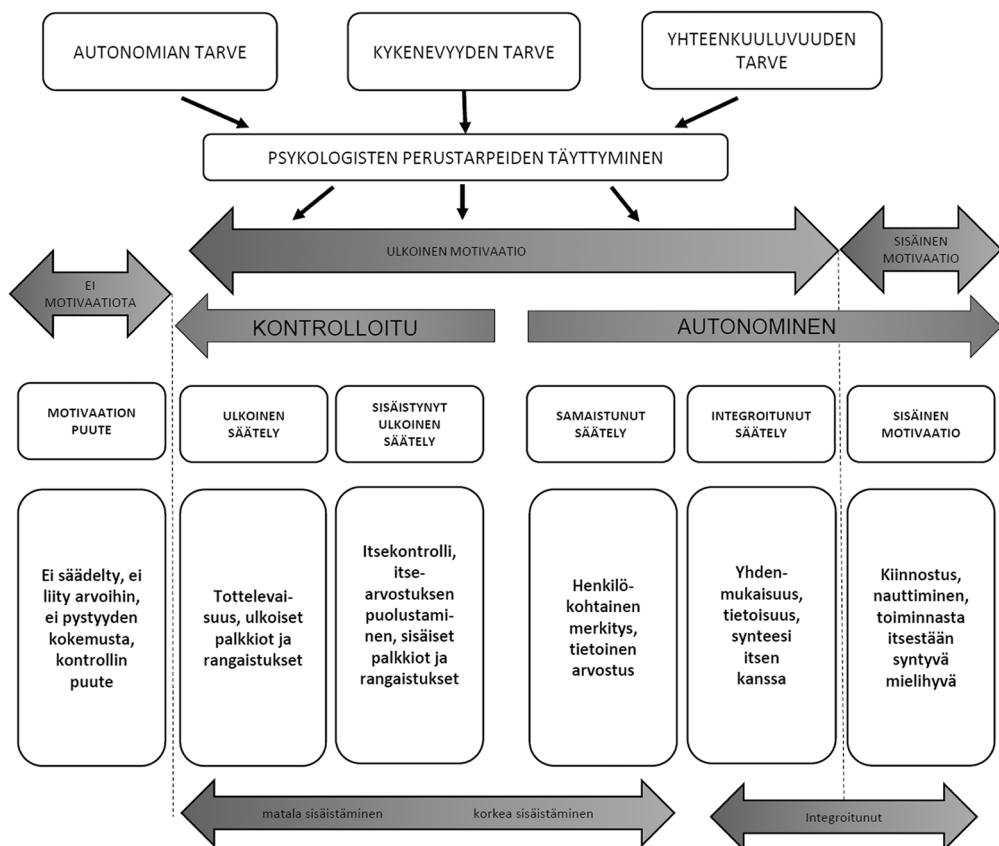 AUTONOMIAN TARVE
KYKENEVYYDEN TARVE
YHTEENKUULUVUUDEN
TARVE
PSYKOLOGISTEN PERUSTARPEIDEN TÄYTTYMINEN
ULKOINEN MOTIVAATIO
SISÄINEN
MOTIVAATIO
EI
MOTIVAATIOTA
KONTROLLOITU
AUTONOMINEN
MOTIVAATION
PUUTE
ULKOINEN
SÄÄTELY
SISÄISTYNYT
ULKOINEN
SÄÄTELY
SAMAISTUNUT
SÄÄTELY
INTEGROITUNUT
SÄÄTELY
SISÄINEN
MOTIVAATIO
Ei säädelty, ei
liity arvoihin,
ei pystyyden
kokemusta,
kontrollin
puute
Tottelevai-
suus, ulkoiset
palkkiot ja
rangaistukset
Itsekontrolli,
itse-
arvostuksen
puolustami-
nen, sisäiset
palkkiot ja
rangaistukset
Henkilö-
kohtainen
merkitys,
tietoinen
arvostus
Yhden-
mukaisuus,
tietoisuus,
synteesi
itsen
kanssa
Kiinnostus,
nauttiminen,
toiminnasta
itsestään
syntyvä
mielihyvä
matala sisäistäminen
korkea sisäistäminen
Integroitunut